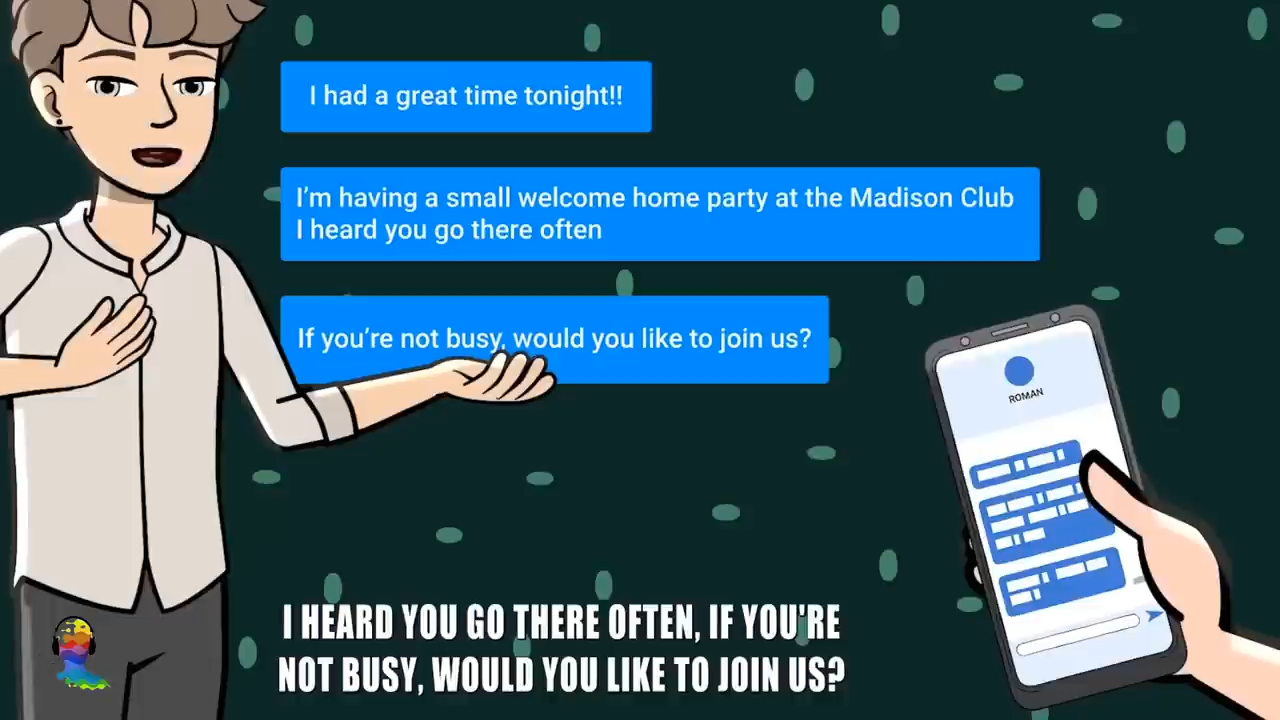 I had a great time tonight!!
I'm having a small welcome home party at the Madison Club
I heard you go there often
If you're not busy, would you like to join us?
ROMAN
I HEARD YOU GO THERE OFTEN, IF YOU'RE
NOT BUSY, WOULD YOU LIKE TO JOIN US?